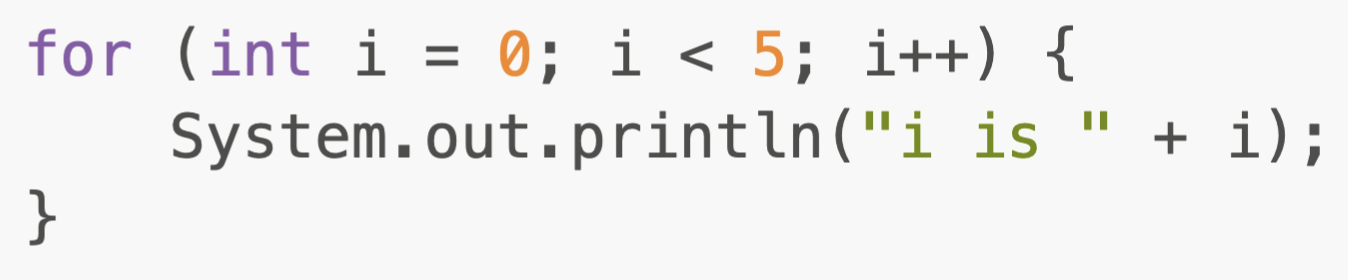 for (int i = 0; i < 5; i++) {
    System.out.println("i is " + i);
}